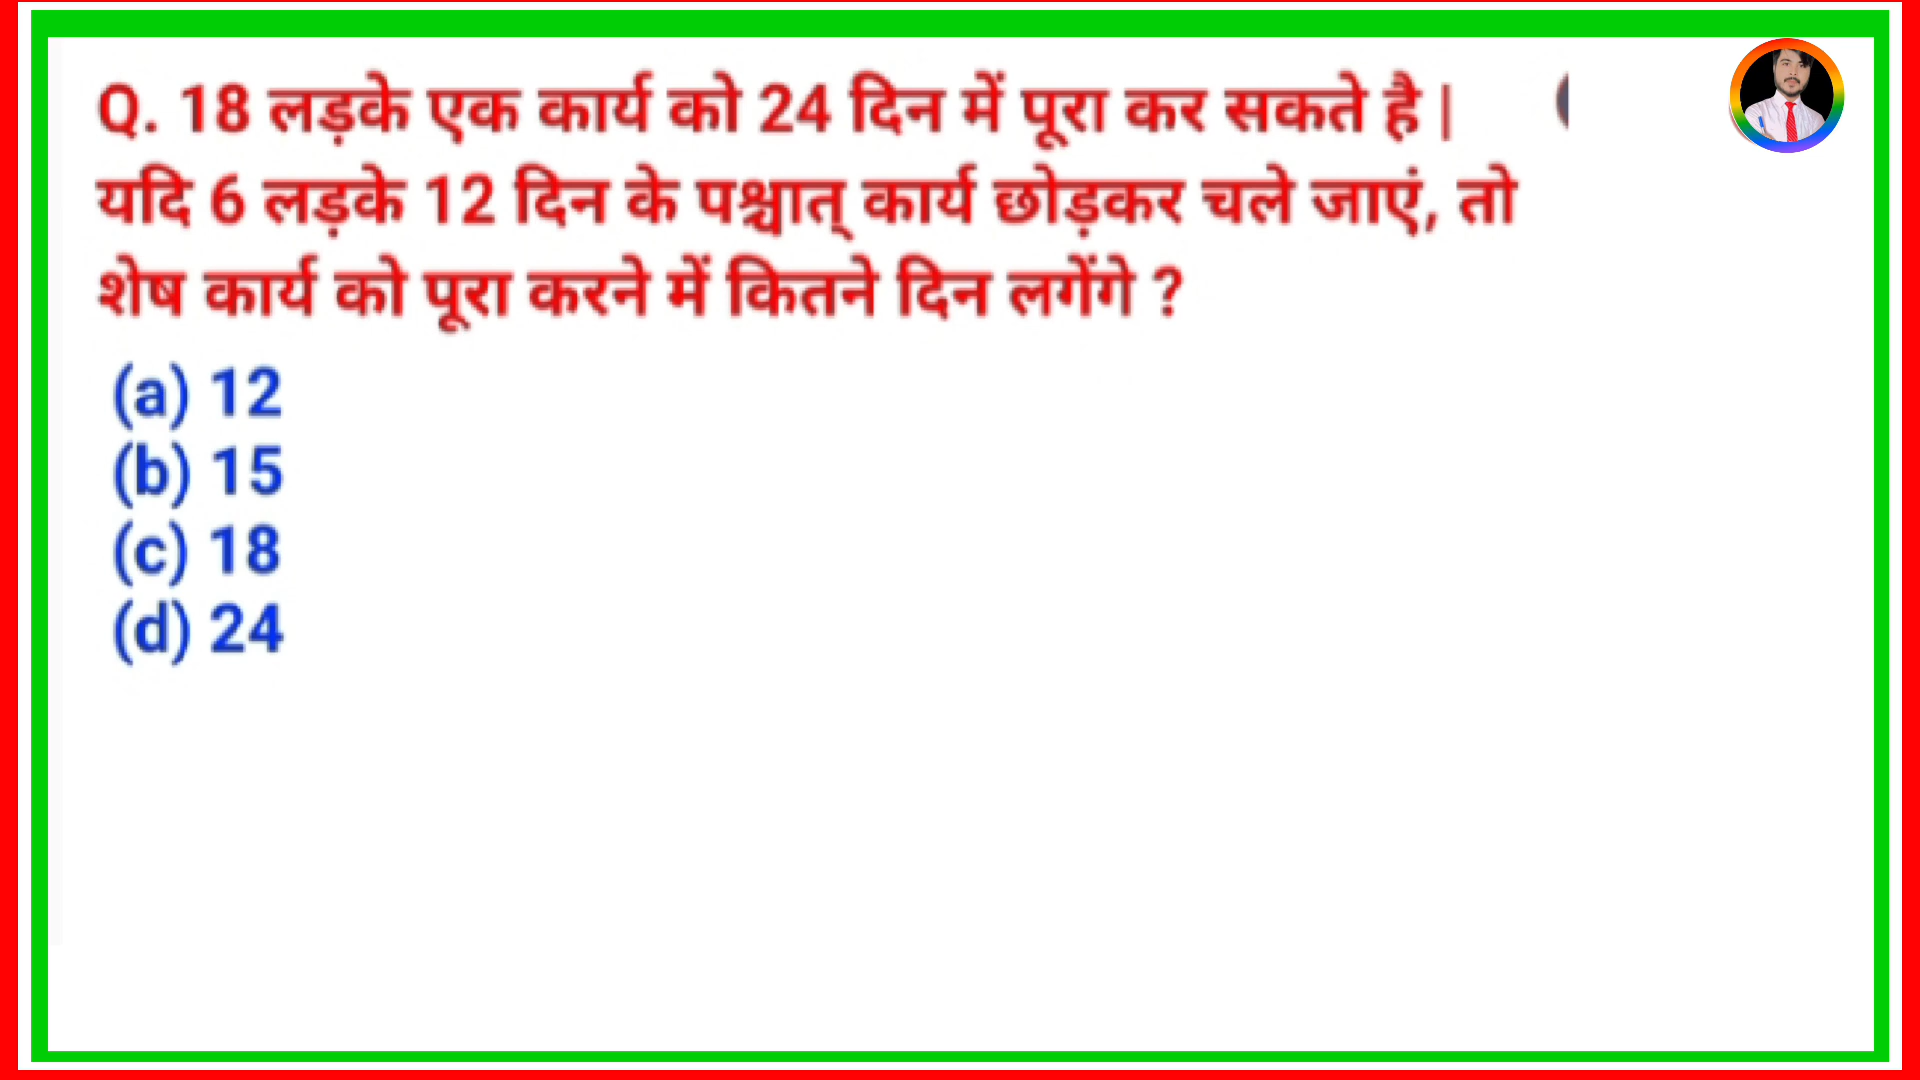 Q. 18 लड़के एक कार्य को 24 दिन में पूरा कर सकते है |
यदि 6 लड़के 12 दिन के पश्चात् कार्य छोड़कर चले जाएं, तो
शेष कार्य को पूरा करने में कितने दिन लगेंगे ?
(a) 12
(b) 15
(c) 18
(d) 24